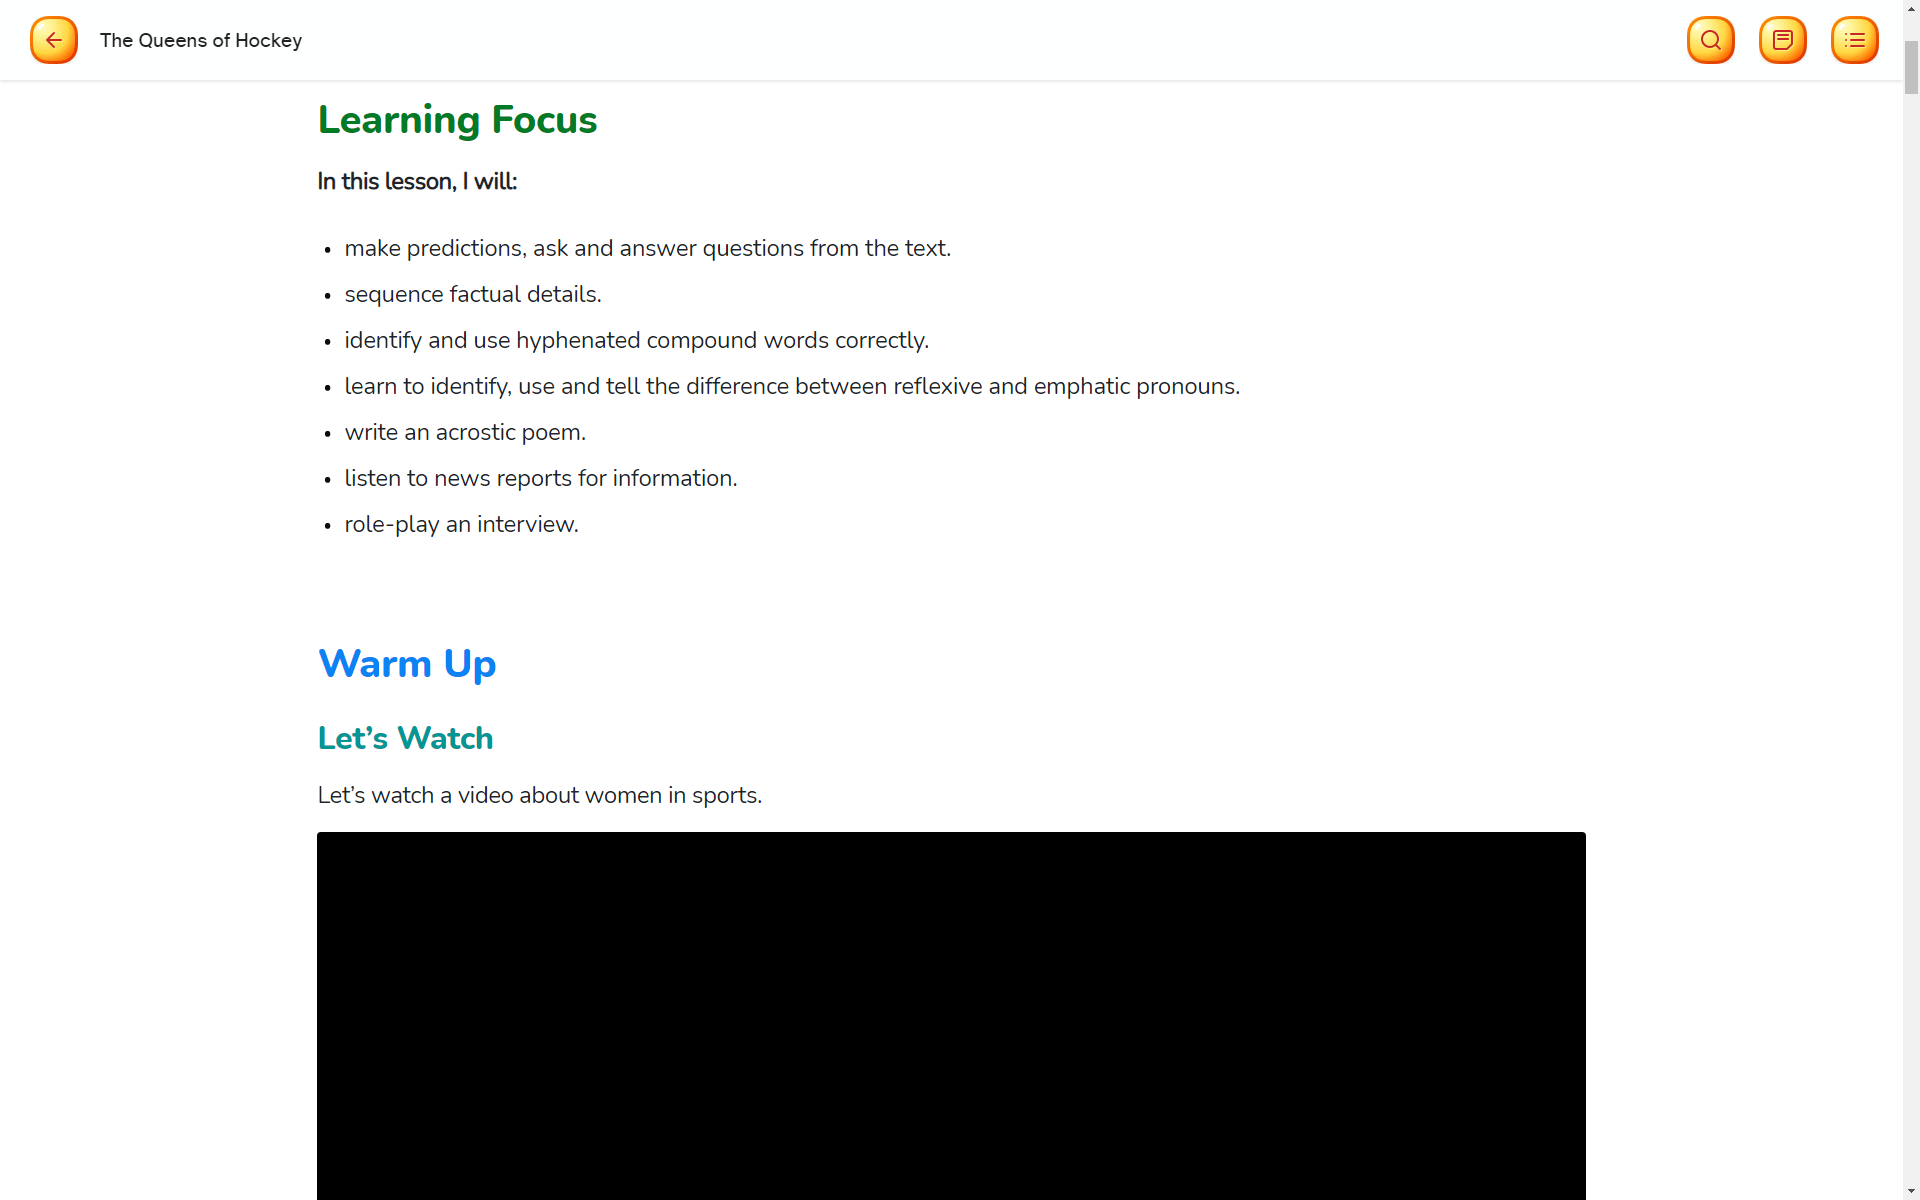 The Queens of Hockey
Learning Focus
In this lesson, I will:
• make predictions, ask and answer questions from the text.
• sequence factual details.
• identify and use hyphenated compound words correctly.
• learn to identify, use and tell the difference between reflexive and emphatic pronouns.
• write an acrostic poem.
• listen to news reports for information.
• role-play an interview.
Warm Up
Let’s Watch
Let’s watch a video about women in sports.